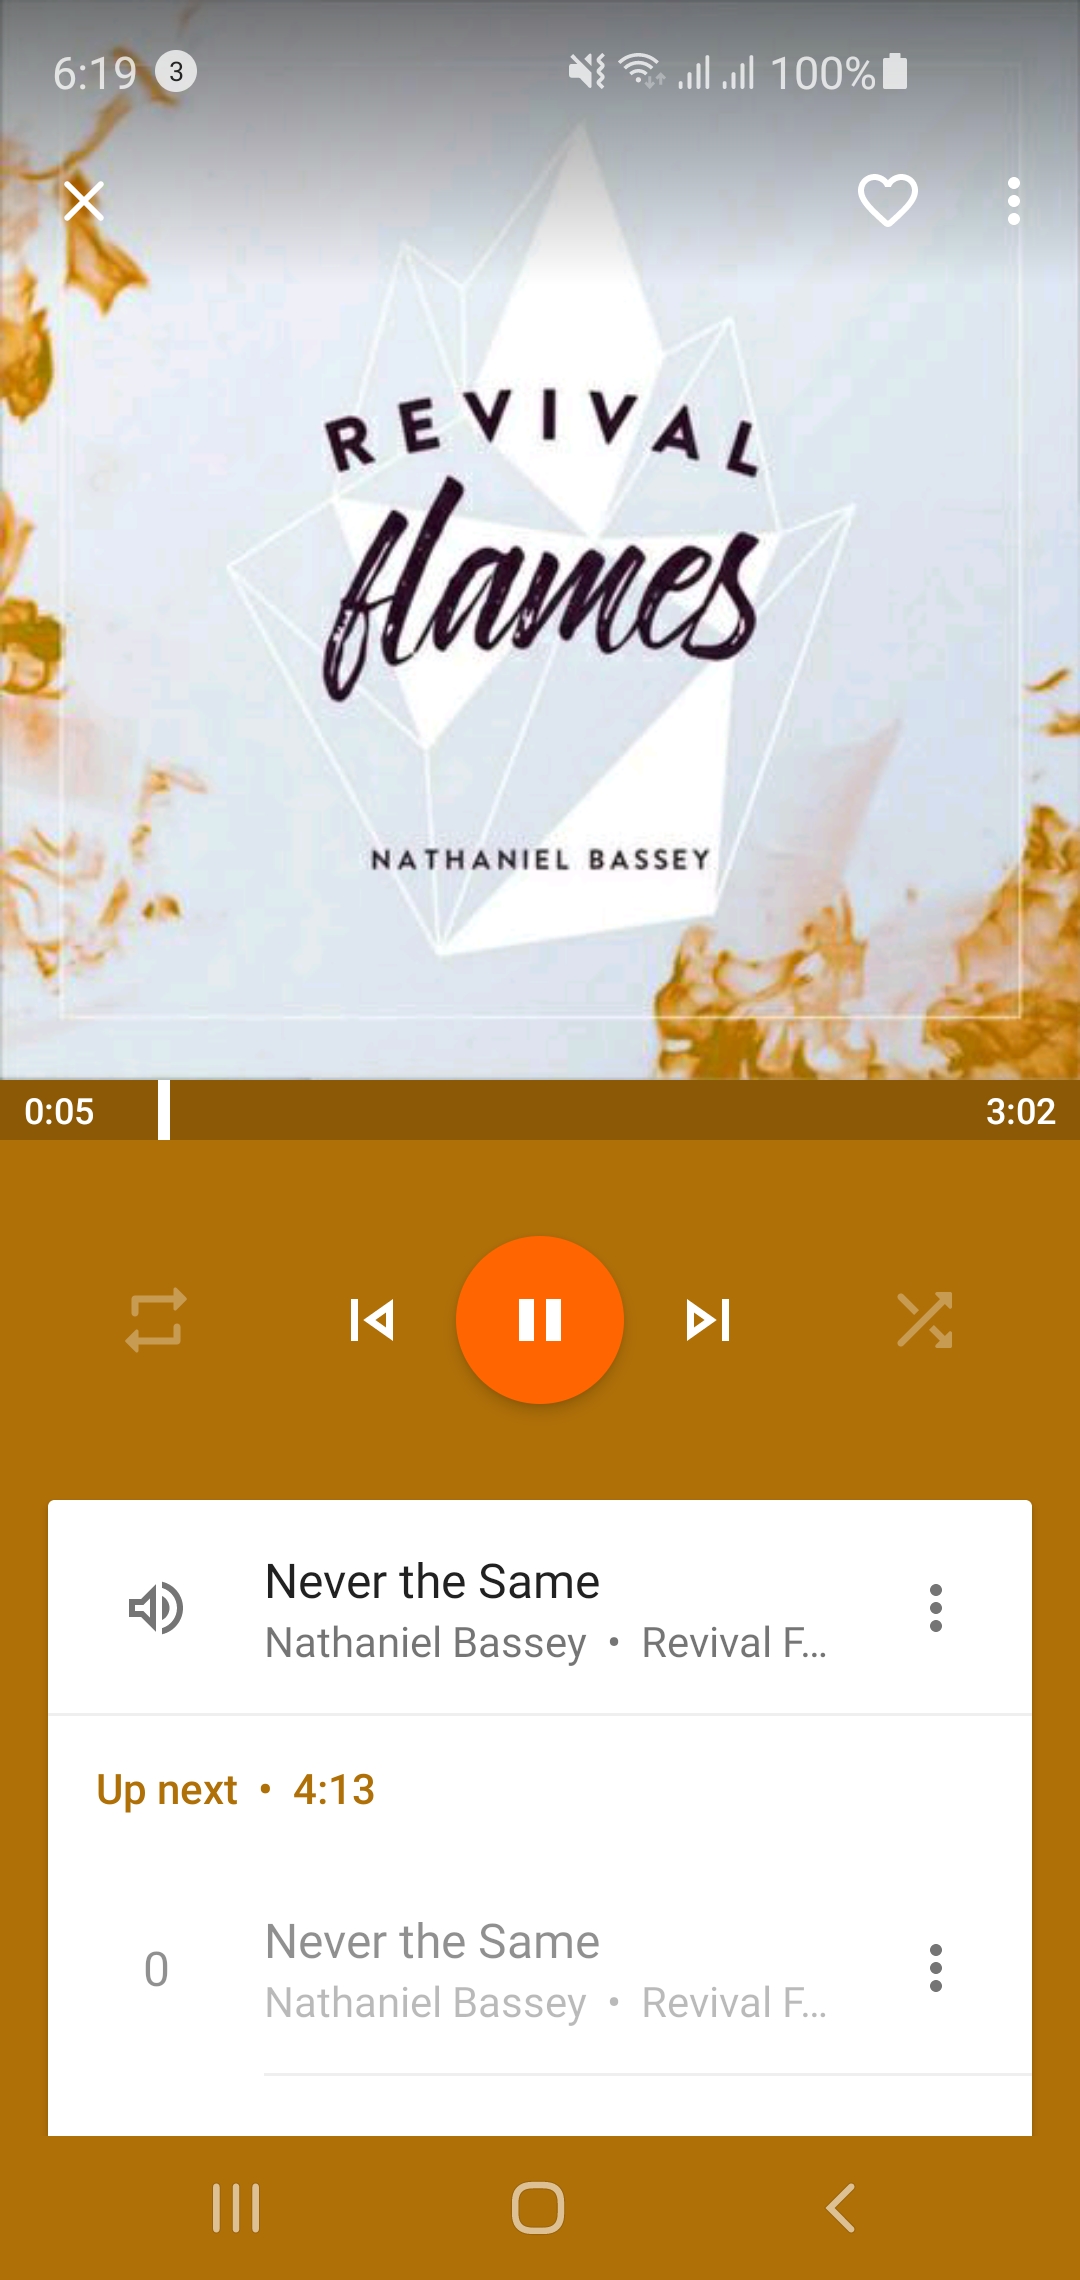 6:19 3 100%
REVIVAL
flames
NATHANIEL BASSEY
0:05 3:02
Never the Same
Nathaniel Bassey • Revival F...
Up next • 4:13
0 Never the Same
Nathaniel Bassey • Revival F...